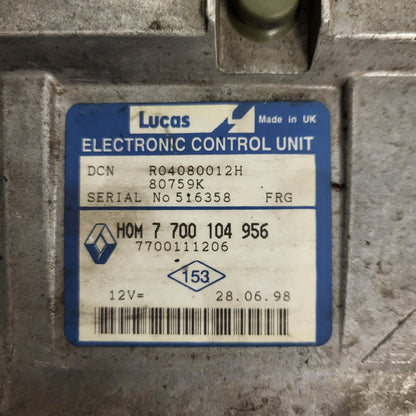 Lucas Made in UK
ELECTRONIC CONTROL UNIT
DCN R04080012H
80759K
SERIAL No 516358 FRG
HOM 7 700 104 956
7700111206
153
12V= 28.06.98